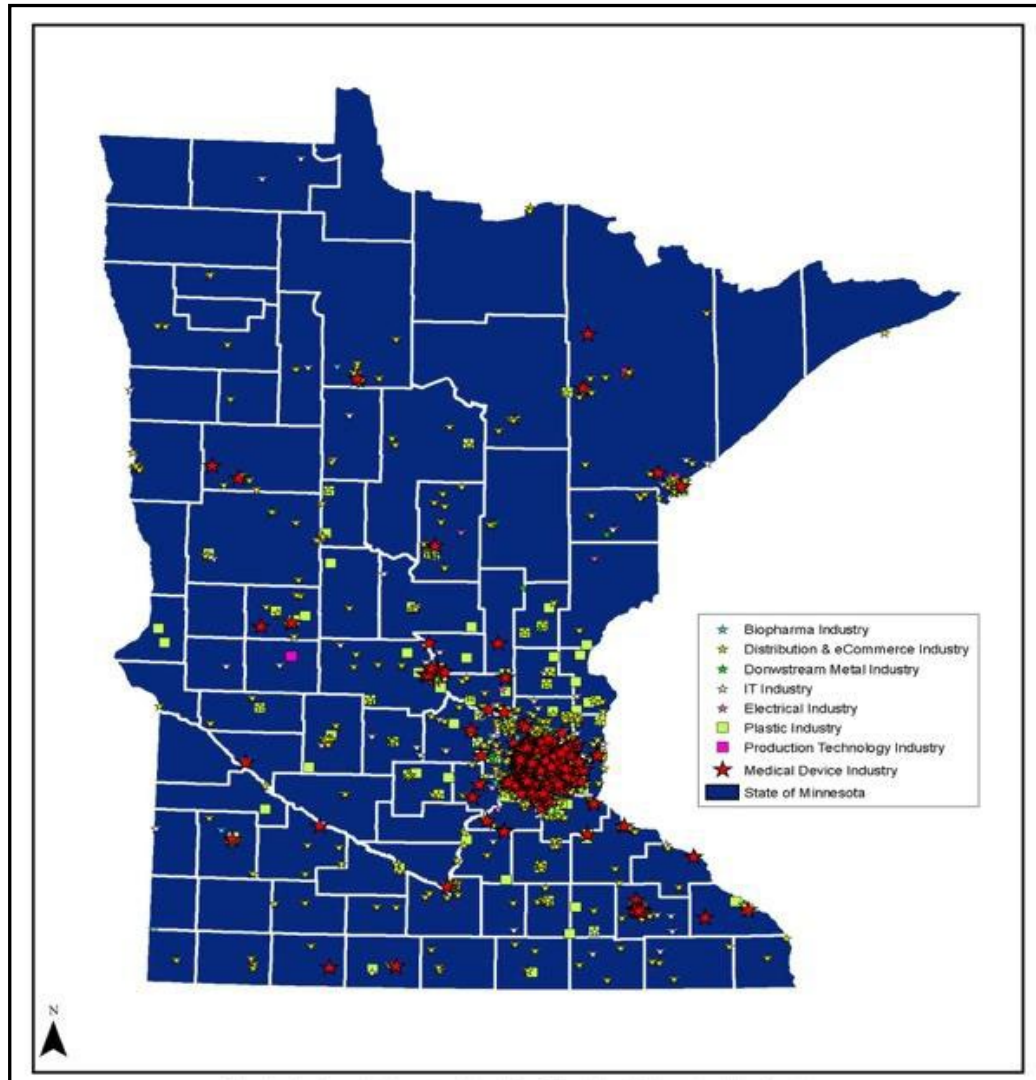 Biopharma Industry
Distribution & eCommerce Industry
Donwstream Metal Industry
IT Industry
Electrical Industry
Plastic Industry
Production Technology Industry
Medical Device Industry
State of Minnesota
N